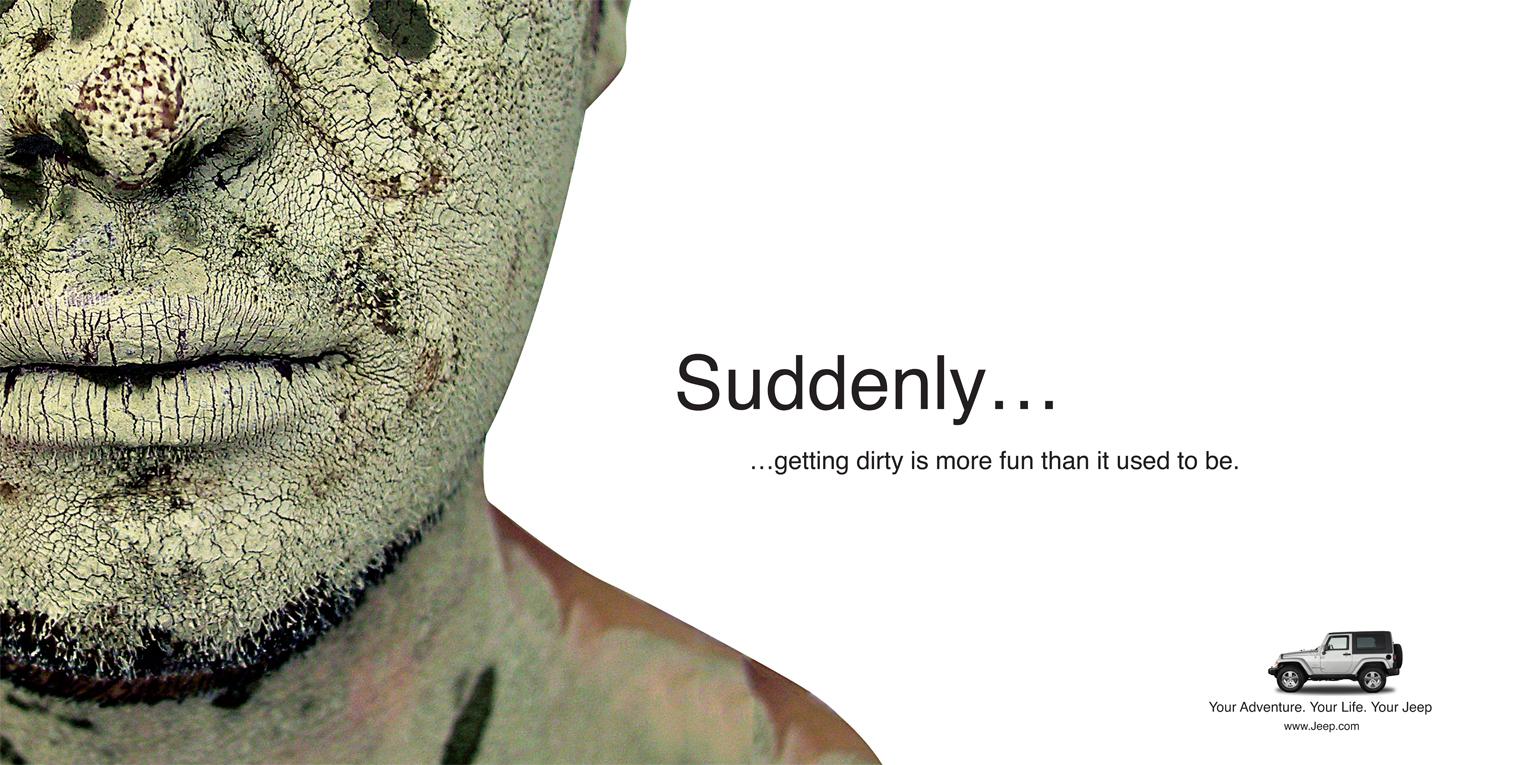 Suddenly…
…getting dirty is more fun than it used to be.
Your Adventure. Your Life. Your Jeep
www.Jeep.com